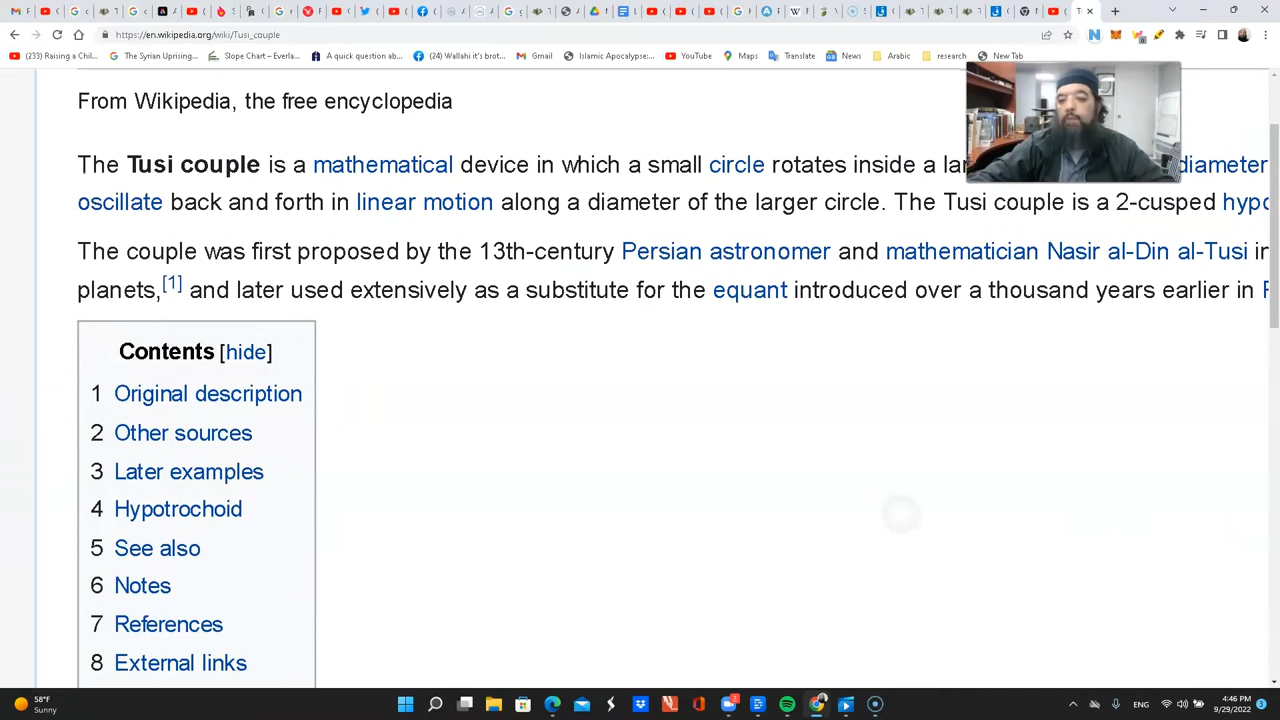 https://en.wikipedia.org/wiki/Tusi_couple
(233) Raising a Chil...
The Syrian Uprising...
Slope Chart – Everla...
A quick question ab...
(24) Wallahi it's brot...
Gmail
Islamic Apocalypse:...
YouTube
Maps
Translate
News
Arabic
research
New Tab
From Wikipedia, the free encyclopedia
The Tusi couple is a mathematical device in which a small circle rotates inside a diameter
oscillate back and forth in linear motion along a diameter of the larger circle. The Tusi couple is a 2-cusped
The couple was first proposed by the 13th-century Persian astronomer and mathematician Nasir al-Din al-Tusi in
planets,[1] and later used extensively as a substitute for the equant introduced over a thousand years earlier in
Contents [hide]
1 Original description
2 Other sources
3 Later examples
4 Hypotrochoid
5 See also
6 Notes
7 References
8 External links
58°F
Sunny
ENG
4:46 PM
9/29/2022